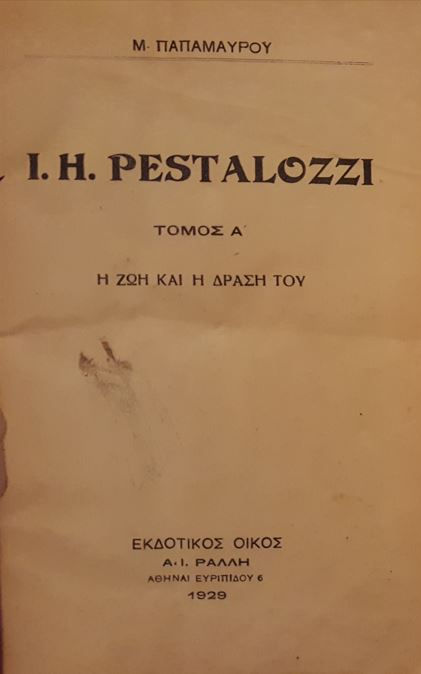 Μ. ΠΑΠΑΜΑΥΡΟΥ
I. H. PESTALOZZI
ΤΟΜΟΣ Α΄
Η ΖΩΗ ΚΑΙ Η ΔΡΑΣΗ ΤΟΥ
ΕΚΔΟΤΙΚΟΣ ΟΙΚΟΣ
Α. Ι. ΡΑΛΛΗ
ΑΘΗΝΑΙ ΕΥΡΙΠΙΔΟΥ 6
1929